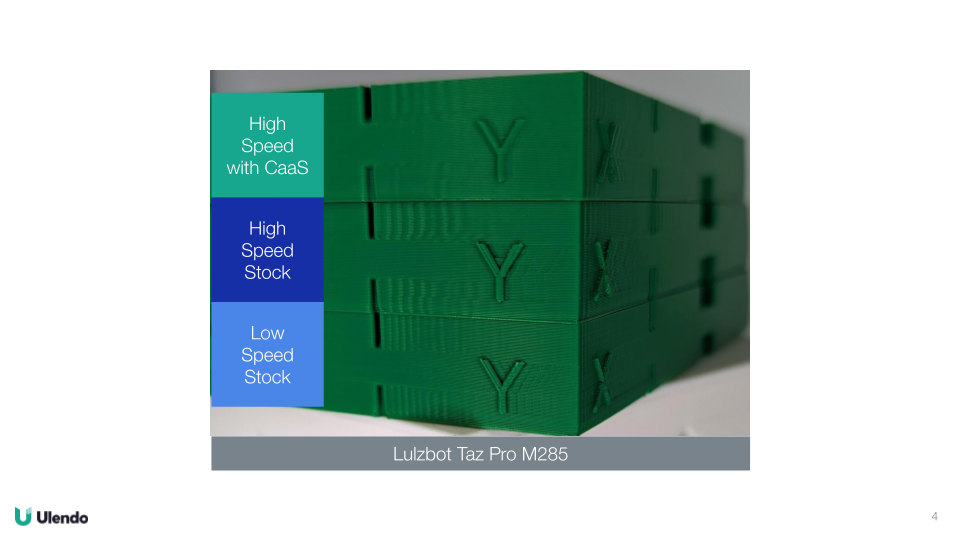 High
Speed
with CaaS
High
Speed
Stock
Low
Speed
Stock
Y X
Y X
Y X
Lulzbot Taz Pro M285
Ulendo
4